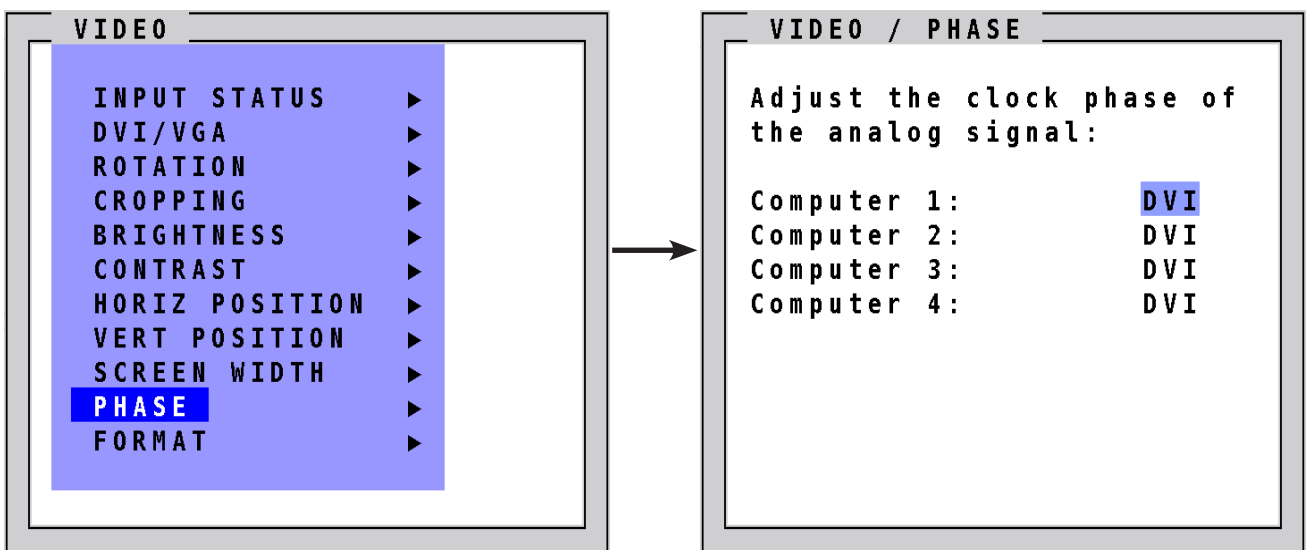 VIDEO
INPUT STATUS
DVI/VGA
ROTATION
CROPPING
BRIGHTNESS
CONTRAST
HORIZ POSITION
VERT POSITION
SCREEN WIDTH
PHASE
FORMAT
VIDEO / PHASE
Adjust the clock phase of
the analog signal:
Computer 1: DVI
Computer 2: DVI
Computer 3: DVI
Computer 4: DVI